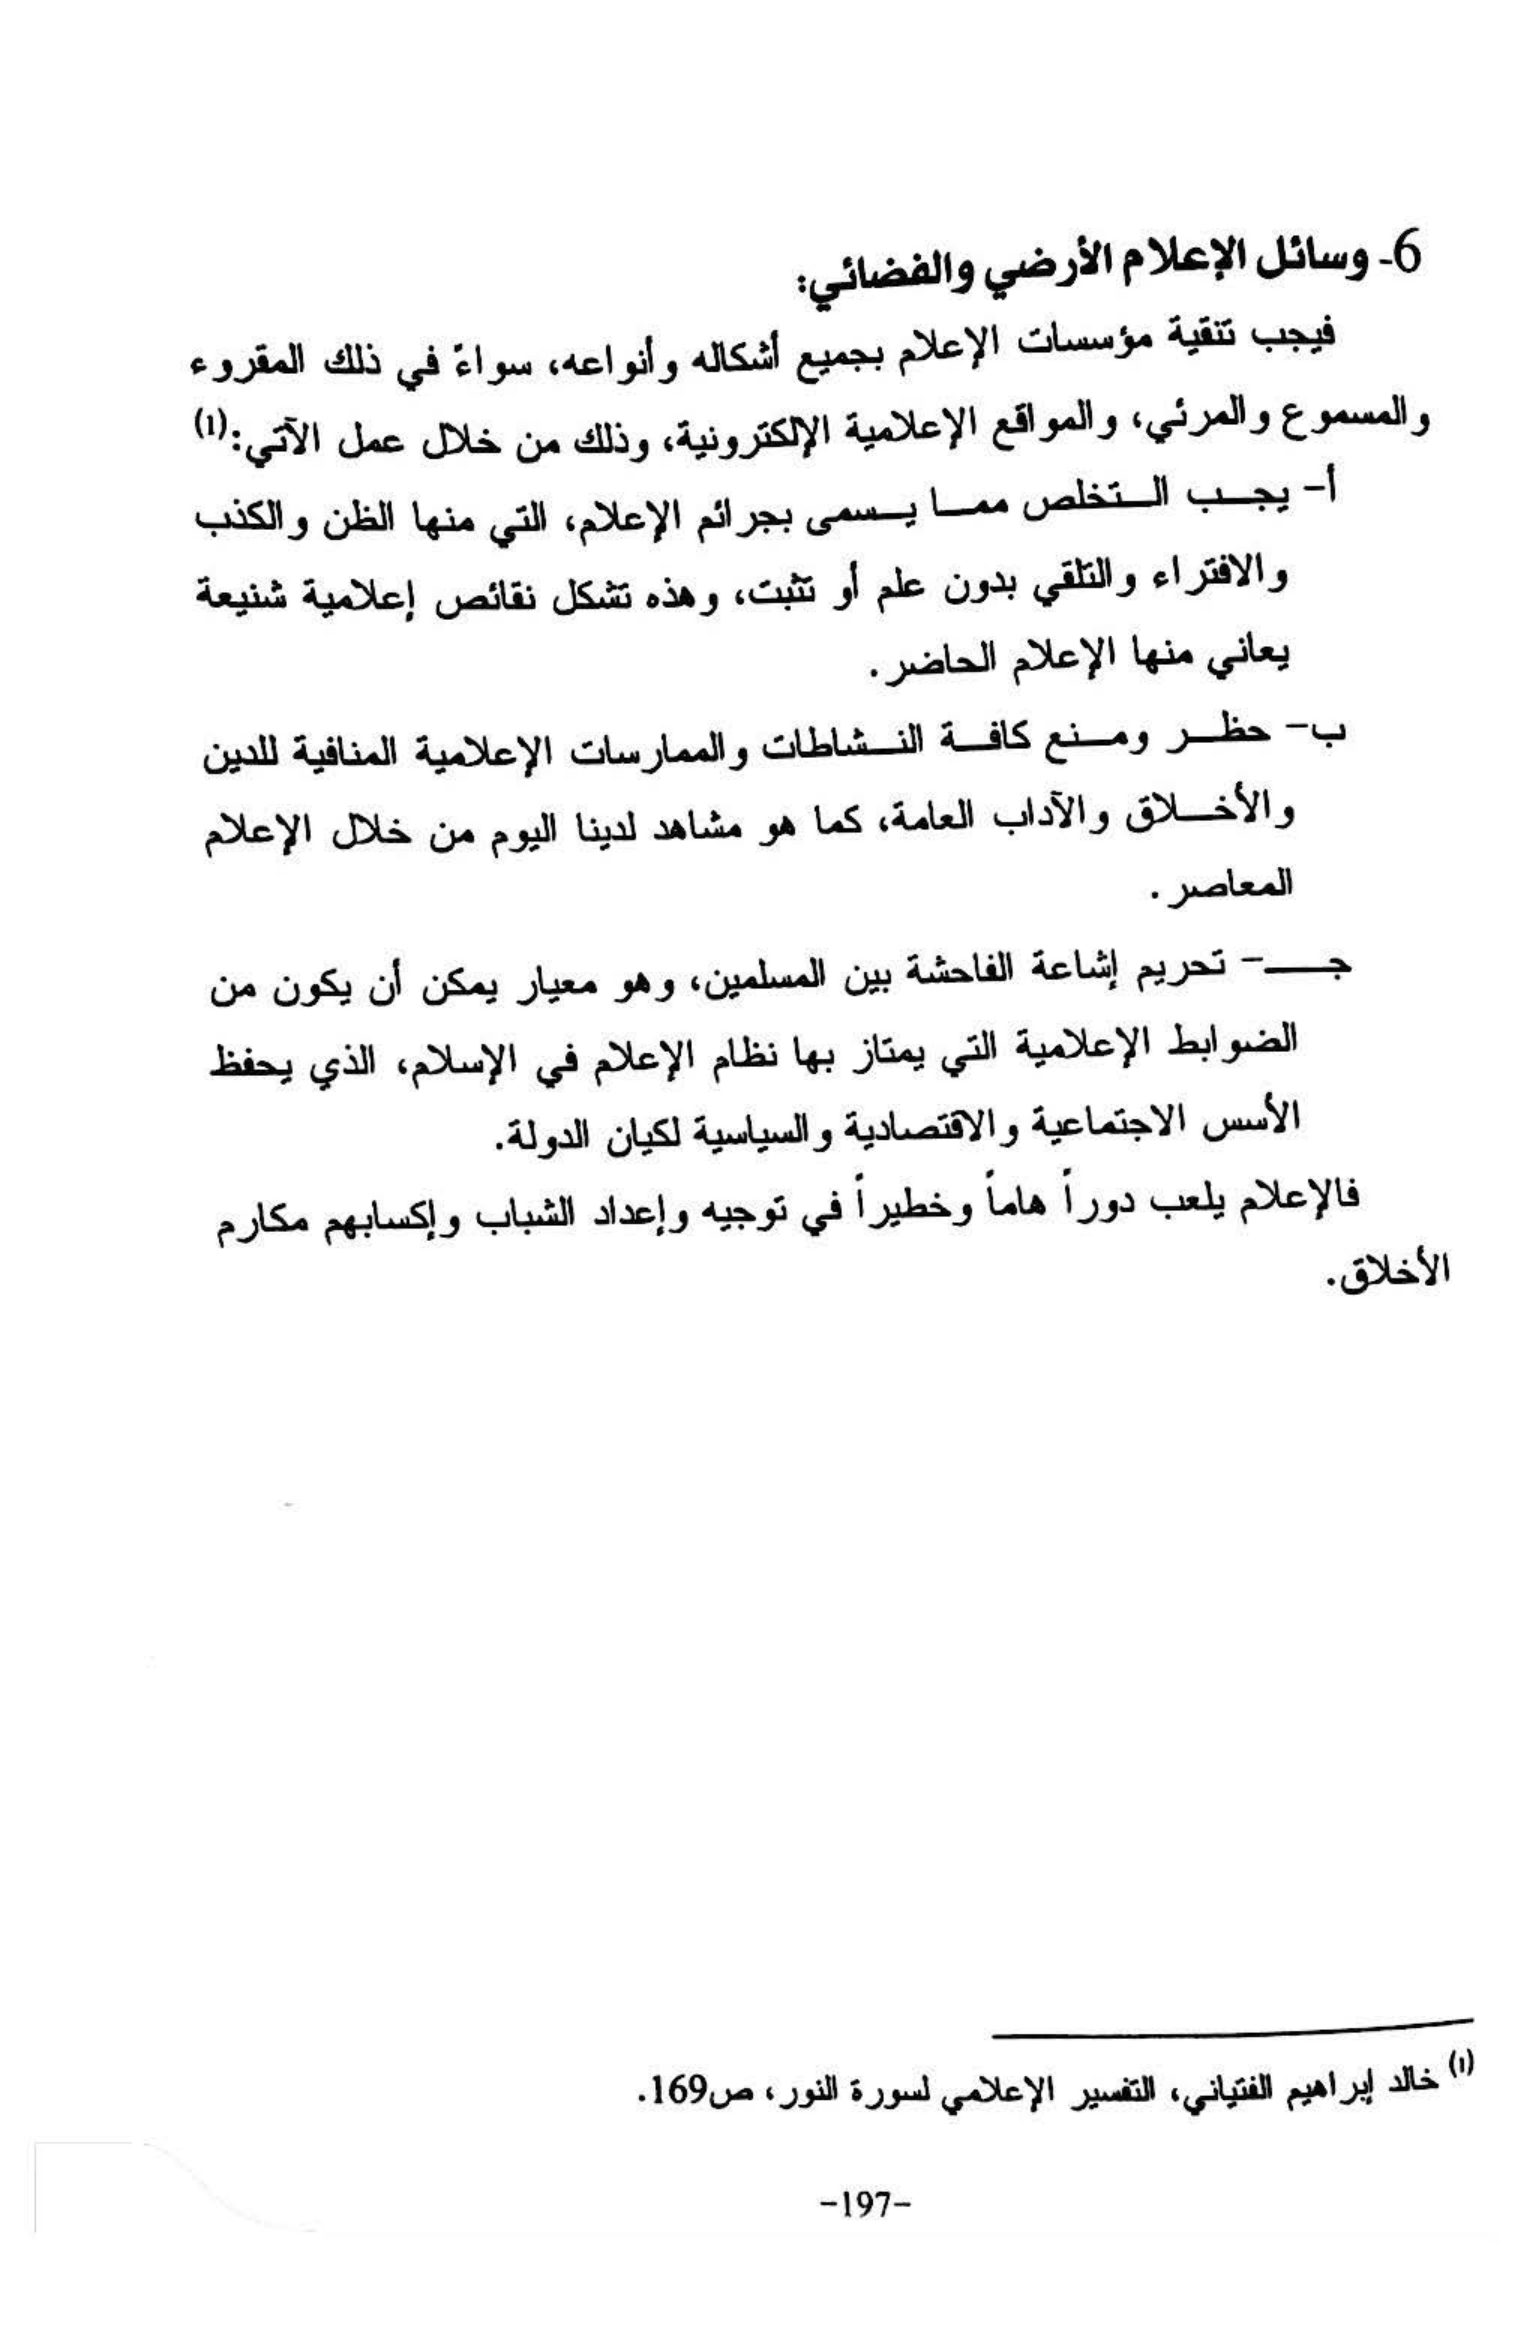 6- وسائل الإعلام الأرضي والفضائي:
فيجب تنقية مؤسسات الإعلام بجميع أشكاله وأنواعه، سواءً في ذلك المقروء
والمسموع والمرئي، والمواقع الإعلامية الإلكترونية، وذلك من خلال عمل الآتي:(1)
أ- يجب التخلص مما يسمى بجرائم الإعلام، التي منها الظن والكذب
والافتراء والتلقي بدون علم أو تثبت، وهذه تشكل نقائص إعلامية شنيعة
يعاني منها الإعلام الحاضر.
ب- حظر ومنع كافة النشاطات والممارسات الإعلامية المنافية للدين
والأخلاق والآداب العامة، كما هو مشاهد لدينا اليوم من خلال الإعلام
المعاصر.
جـ- تحريم إشاعة الفاحشة بين المسلمين، وهو معيار يمكن أن يكون من
الضوابط الإعلامية التي يمتاز بها نظام الإعلام في الإسلام، الذي يحفظ
الأسس الاجتماعية والاقتصادية والسياسية لكيان الدولة.
فالإعلام يلعب دوراً هاماً وخطيراً في توجيه وإعداد الشباب وإكسابهم مكارم
الأخلاق.
(1) خالد إبراهيم الفتياني، التفسير الإعلامي لسورة النور، ص169.
-197-